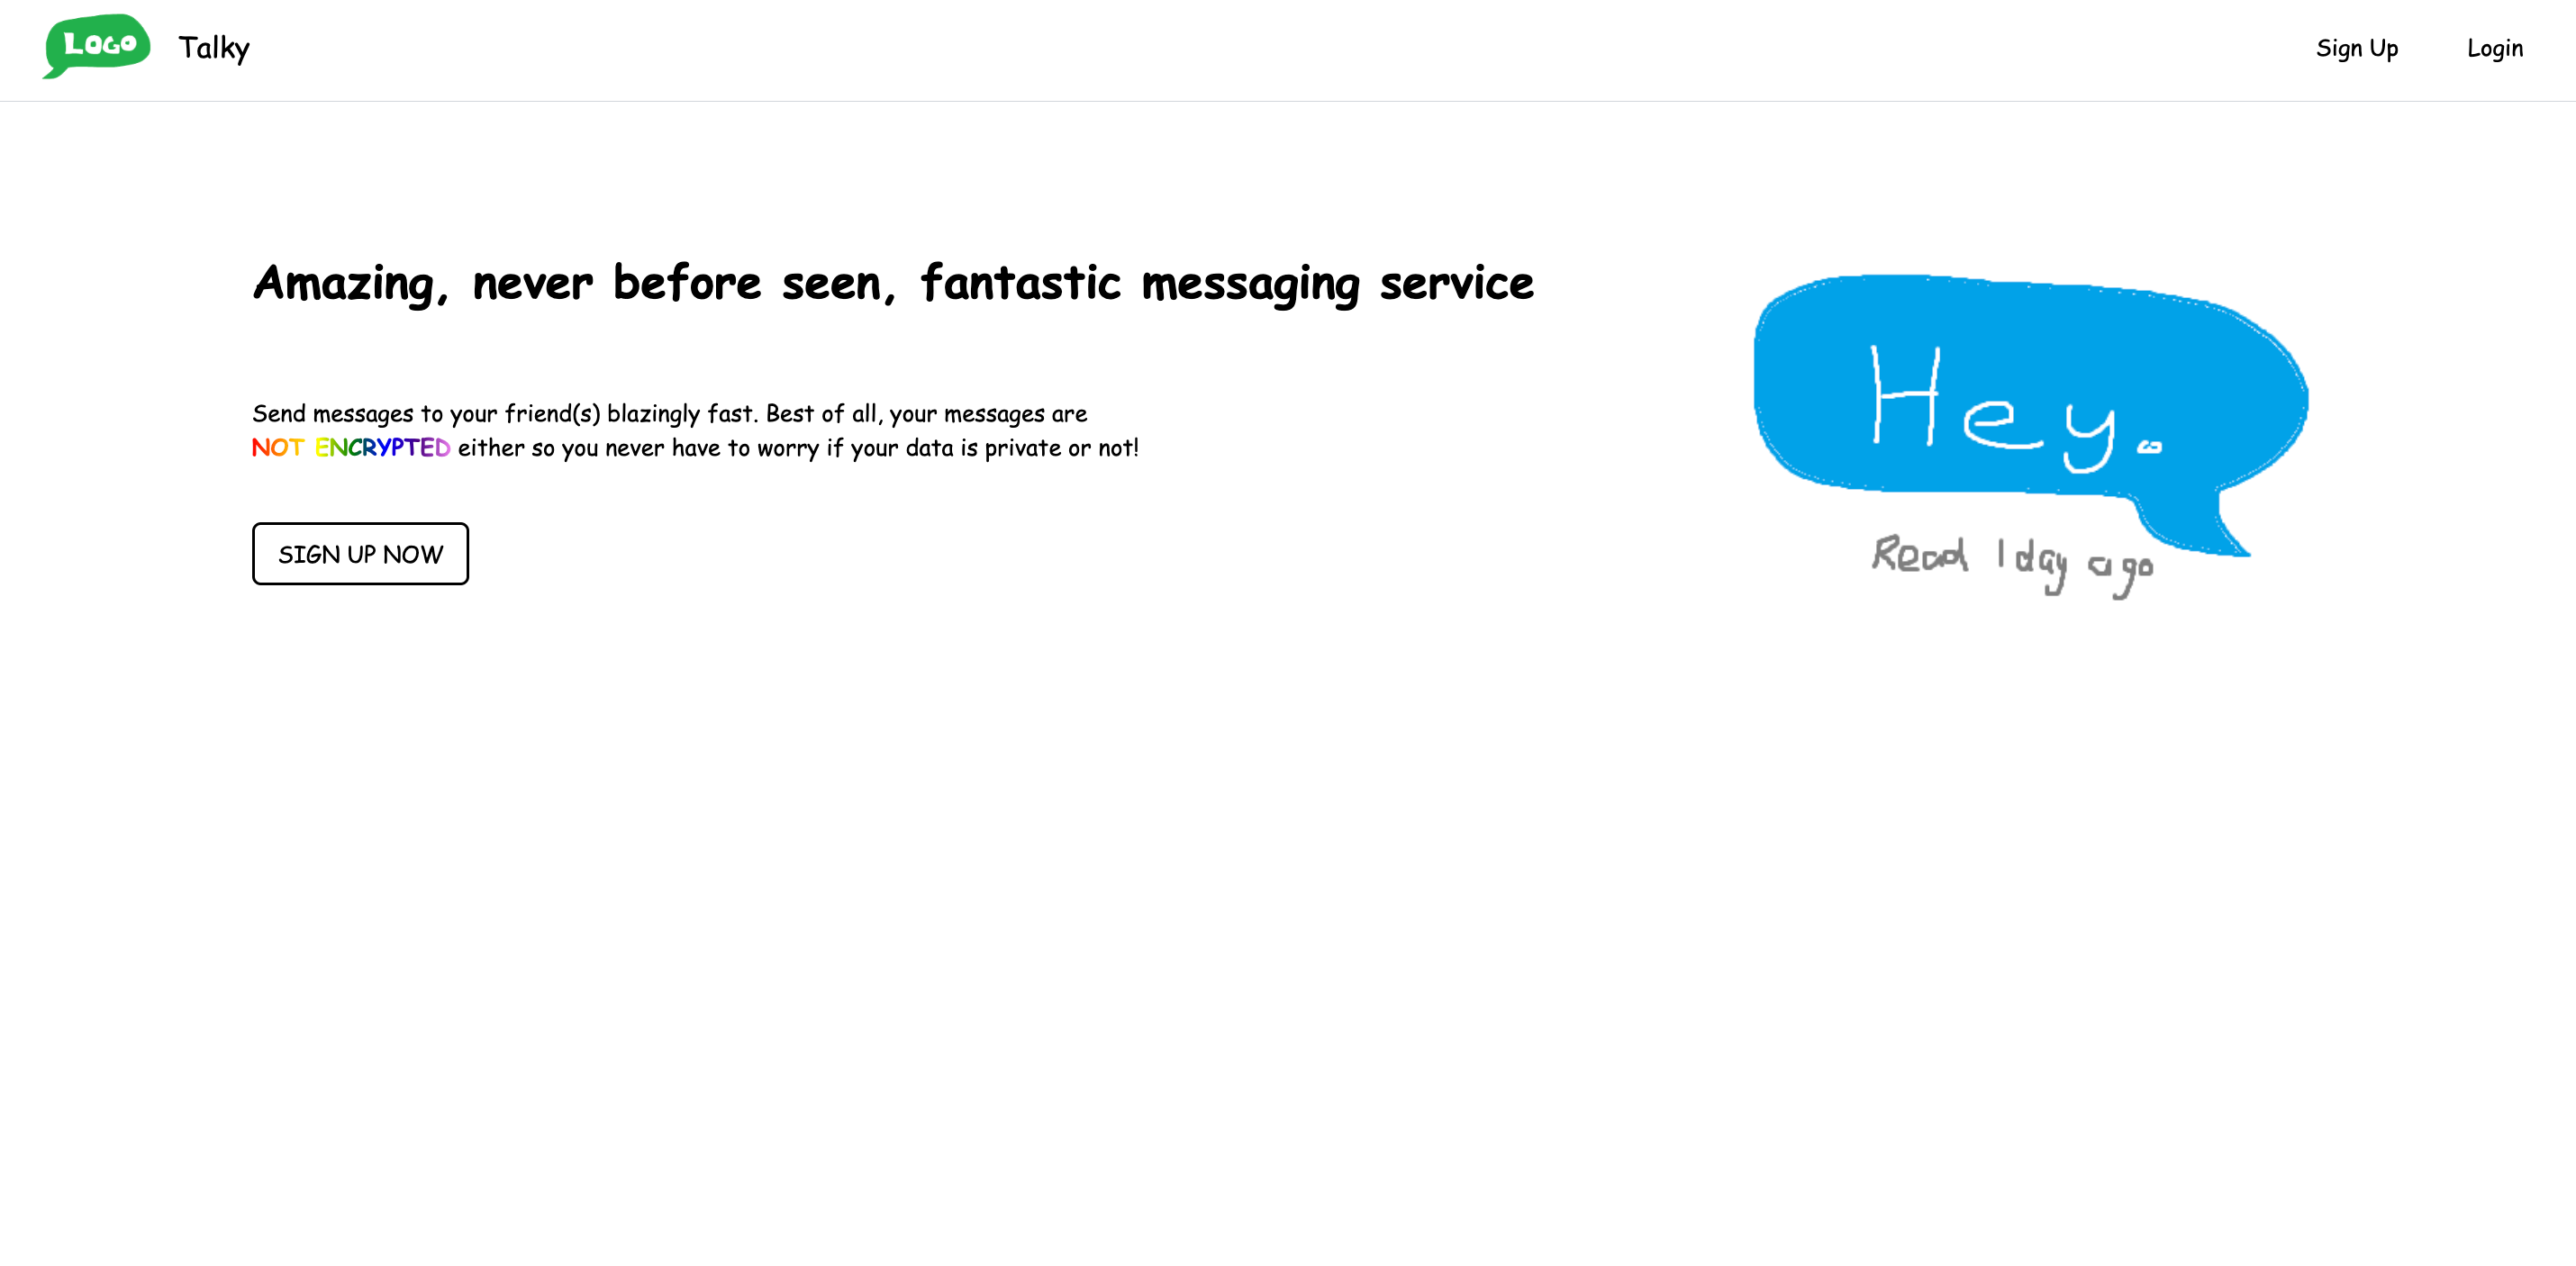 LOGO
Talky
Sign Up
Login
Amazing, never before seen, fantastic messaging service
Send messages to your friend(s) blazingly fast. Best of all, your messages are
NOT ENCRYPTED either so you never have to worry if your data is private or not!
SIGN UP NOW
Hey.
Read 1 day ago